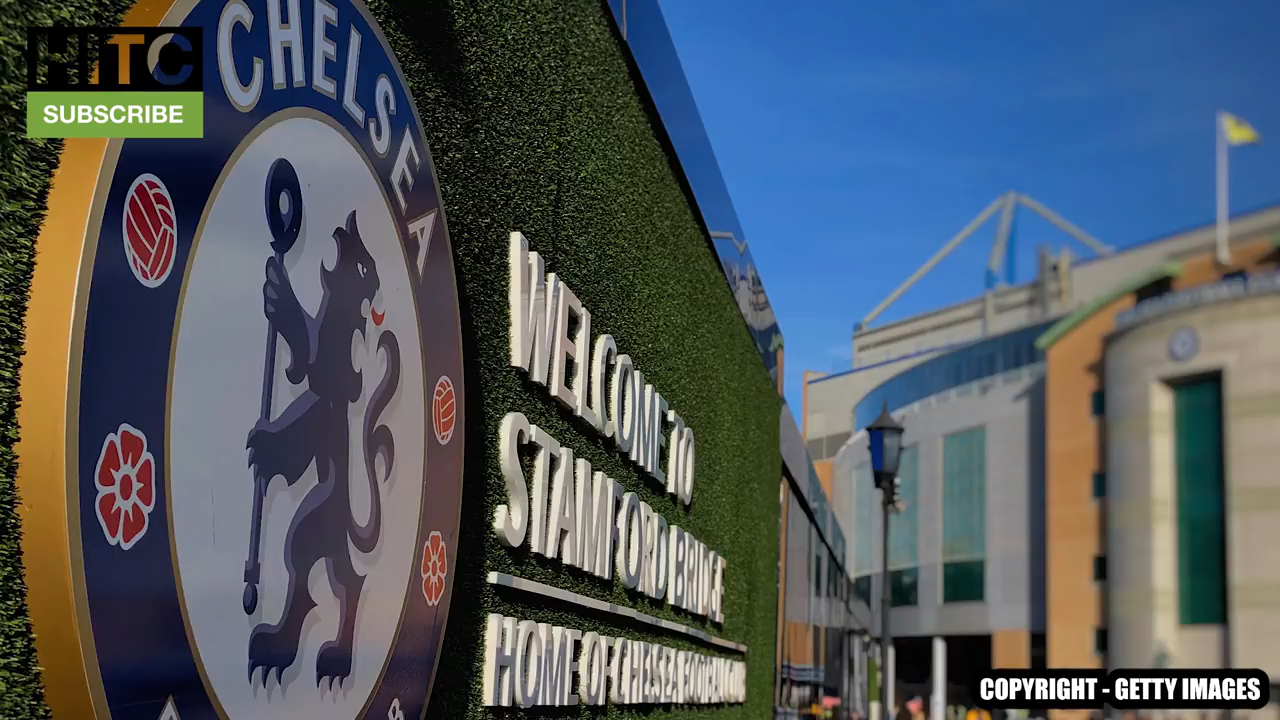 HITC
SUBSCRIBE
CHELSEA
WELCOME TO
STAMFORD BRIDGE
HOME OF CHELSEA FOOTBALL CLUB
COPYRIGHT - GETTY IMAGES